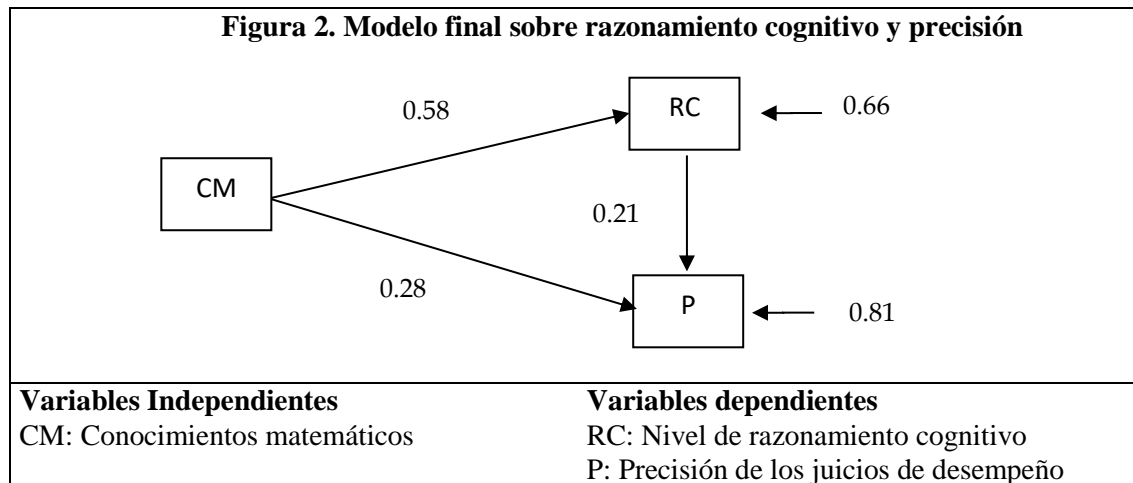 Figura 2. Modelo final sobre razonamiento cognitivo y precisión
0.58
RC
0.66
CM
0.21
0.28
P
0.81
Variables Independientes
CM: Conocimientos matemáticos
Variables dependientes
RC: Nivel de razonamiento cognitivo
P: Precisión de los juicios de desempeño